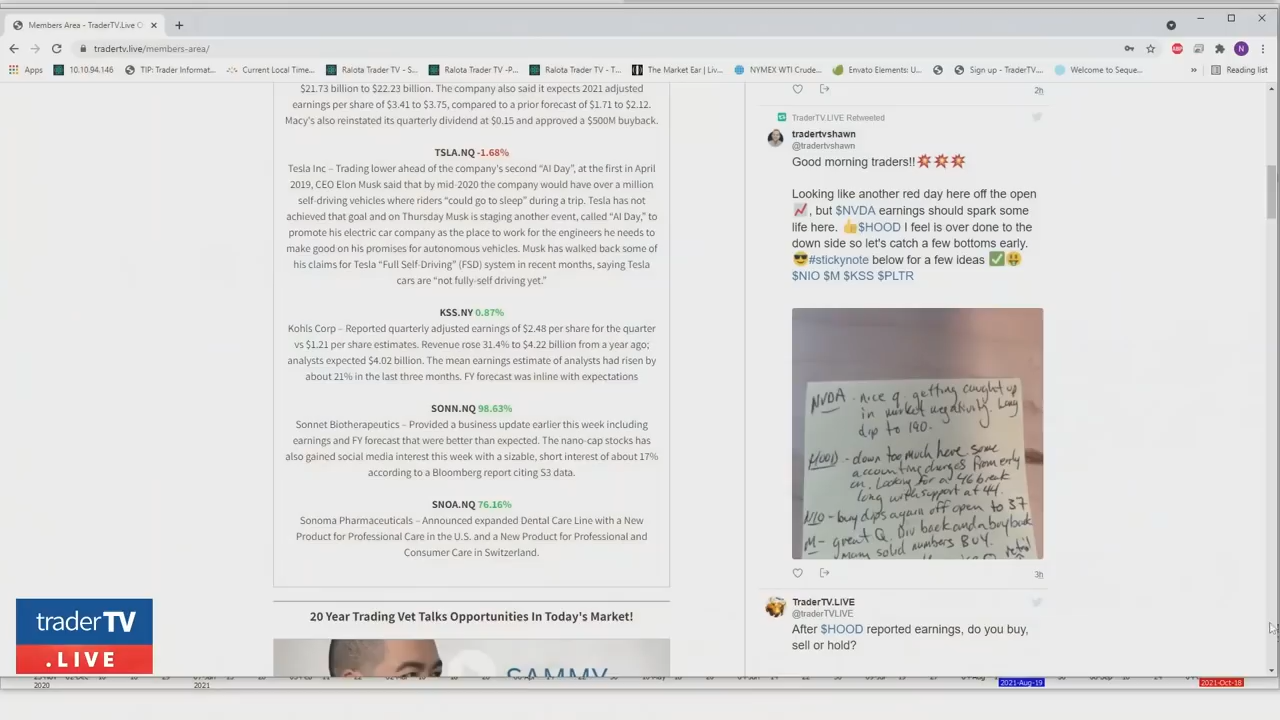 Members Area - TraderTV.Live O
tradertv.live/members-area/
Apps
10.10.94.146
TIP: Trader Informat...
Current Local Time...
Ralota Trader TV - S...
Ralota Trader TV -P...
Ralota Trader TV - T...
The Market Ear | Liv...
NYMEX WTI Crude...
Envato Elements: U...
Sign up - TraderTV....
Welcome to Seque...
»
Reading list
$21.73 billion to $22.23 billion. The company also said it expects 2021 adjusted
earnings per share of $3.41 to $3.75, compared to a prior forecast of $1.71 to $2.12.
Macy's also reinstated its quarterly dividend at $0.15 and approved a $500M buyback.
TSLA.NQ -1.68%
Tesla Inc – Trading lower ahead of the company's second “AI Day”, at the first in April
2019, CEO Elon Musk said that by mid-2020 the company would have over a million
self-driving vehicles where riders “could go to sleep” during a trip. Tesla has not
achieved that goal and on Thursday Musk is staging another event, called “AI Day,” to
promote his electric car company as the place to work for the engineers he needs to
make good on his promises for autonomous vehicles. Musk has walked back some of
his claims for Tesla “Full Self-Driving” (FSD) system in recent months, saying Tesla
cars are “not fully-self driving yet.”
KSS.NY 0.87%
Kohls Corp – Reported quarterly adjusted earnings of $2.48 per share for the quarter
vs $1.21 per share estimates. Revenue rose 31.4% to $4.22 billion from a year ago;
analysts expected $4.02 billion. The mean earnings estimate of analysts had risen by
about 21% in the last three months. FY forecast was inline with expectations
SONN.NQ 98.63%
Sonnet Biotherapeutics – Provided a business update earlier this week including
earnings and FY forecast that were better than expected. The nano-cap stocks has
also gained social media interest this week with a sizable, short interest of about 17%
according to a Bloomberg report citing S3 data.
SNOA.NQ 76.16%
Sonoma Pharmaceuticals – Announced expanded Dental Care Line with a New
Product for Professional Care in the U.S. and a New Product for Professional and
Consumer Care in Switzerland.
20 Year Trading Vet Talks Opportunities In Today's Market!
SAMMY
2h
TraderTV.LIVE Retweeted
tradertvshawn
@tradertvshawn
Good morning traders!!💥💥💥
Looking like another red day here off the open
📈, but $NVDA earnings should spark some
life here. 👍$HOOD I feel is over done to the
down side so let's catch a few bottoms early.
😎#stickynote below for a few ideas ✅🤑
$NIO $M $KSS $PLTR
NVDA - nice q. getting caught up
in market negativity. Long
dip to 190.
HOOD - down too much here. some
accounting charges from early
on. Looking for a 46 break
long with support at 44.
NIO - buy dips again off open to 37
M - great Q. Div back and a buyback
many solid numbers BUY.
3h
TraderTV.LIVE
@traderTVLIVE
After $HOOD reported earnings, do you buy,
sell or hold?
traderTV
.LIVE
2020
2021
2021-Aug-19
2021-Oct-18